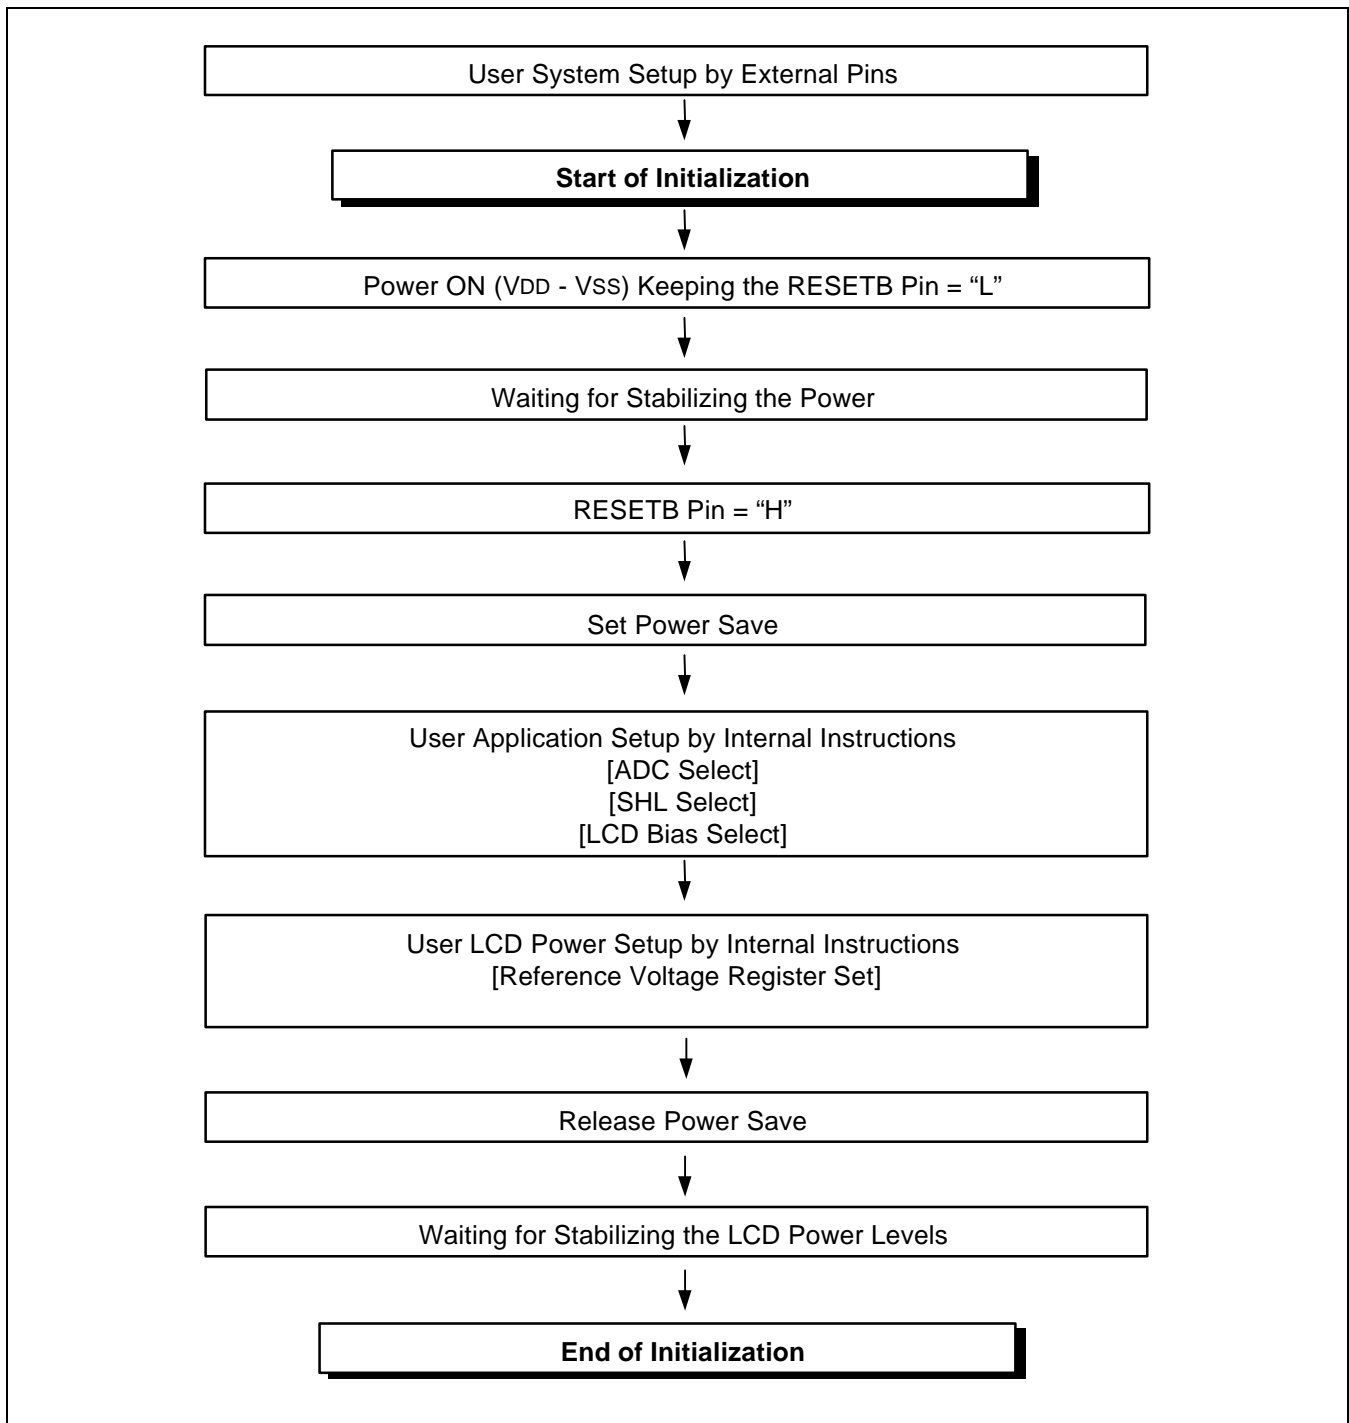 User System Setup by External Pins
Start of Initialization
Power ON (VDD - VSS) Keeping the RESETB Pin = “L”
Waiting for Stabilizing the Power
RESETB Pin = “H”
Set Power Save
User Application Setup by Internal Instructions
[ADC Select]
[SHL Select]
[LCD Bias Select]
User LCD Power Setup by Internal Instructions
[Reference Voltage Register Set]
Release Power Save
Waiting for Stabilizing the LCD Power Levels
End of Initialization